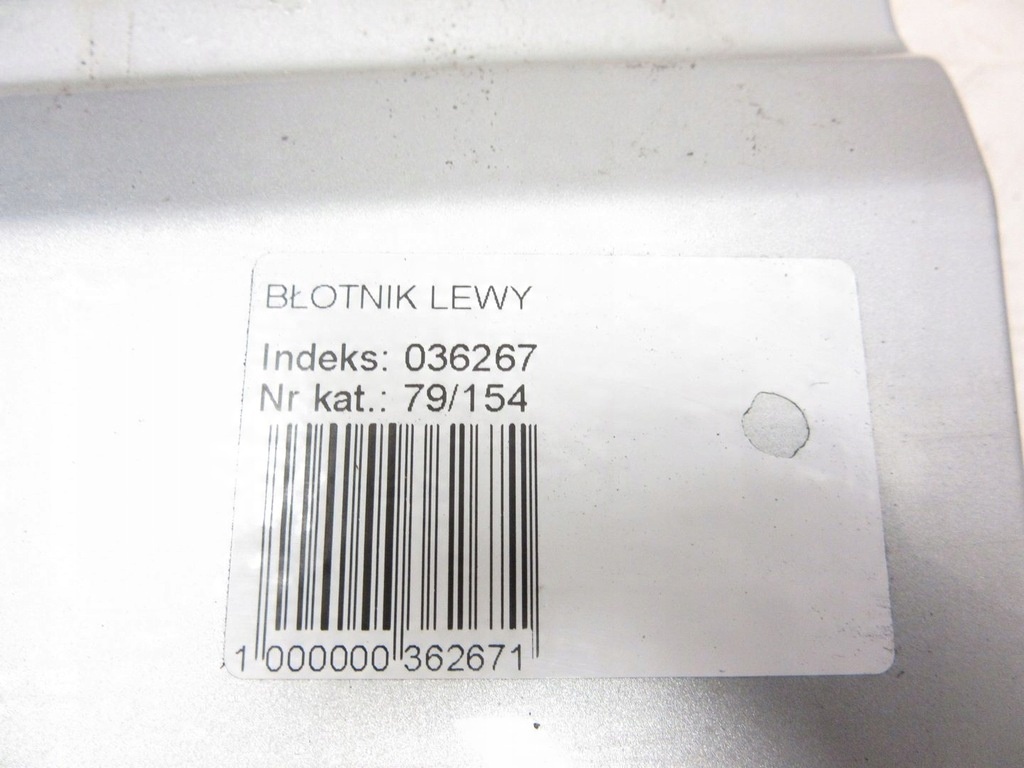 BŁOTNIK LEWY
Indeks: 036267
Nr kat.: 79/154
1 000000 362671